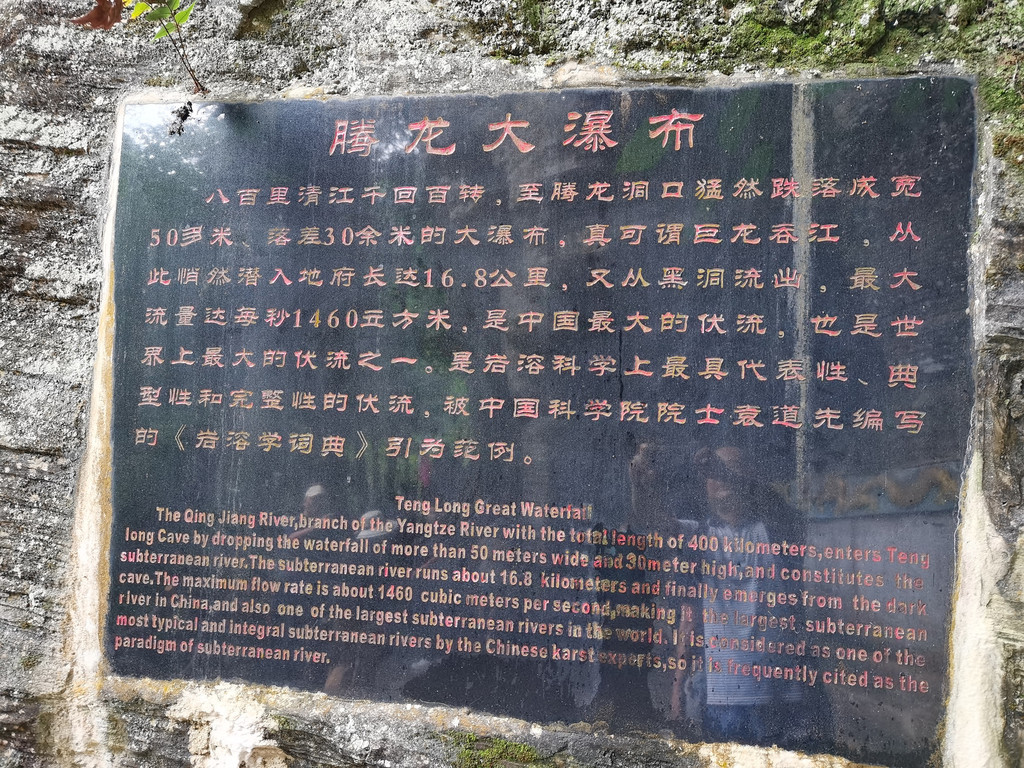 腾龙大瀑布
八百里清江千回百转，至腾龙洞口猛然跌落成宽
50多米、落差30余米的大瀑布，真可谓巨龙吞江，从
此悄然潜入地府长达16.8公里，又从黑洞流出，最大
流量达每秒1460立方米，是中国最大的伏流，也是世
界上最大的伏流之一。是岩溶科学上最具代表性、典
型性和完整性的伏流，被中国科学院院士袁道先编写
的《岩溶学词典》引为范例。
Teng Long Great Waterfall
The Qing Jiang River,branch of the Yangtze River with the total length of 400 kilometers,enters Teng
long Cave by dropping the waterfall of more than 50 meters wide and 30meter high,and constitutes the
subterranean river.The subterranean river runs about 16.8 kilometers and finally emerges from the dark
cave.The maximum flow rate is about 1460 cubic meters per second,making it the largest subterranean
river in China,and also one of the largest subterranean rivers in the world. It is considered as one of the
most typical and integral subterranean rivers by the Chinese karst experts,so it is frequently cited as the
paradigm of subterranean river.